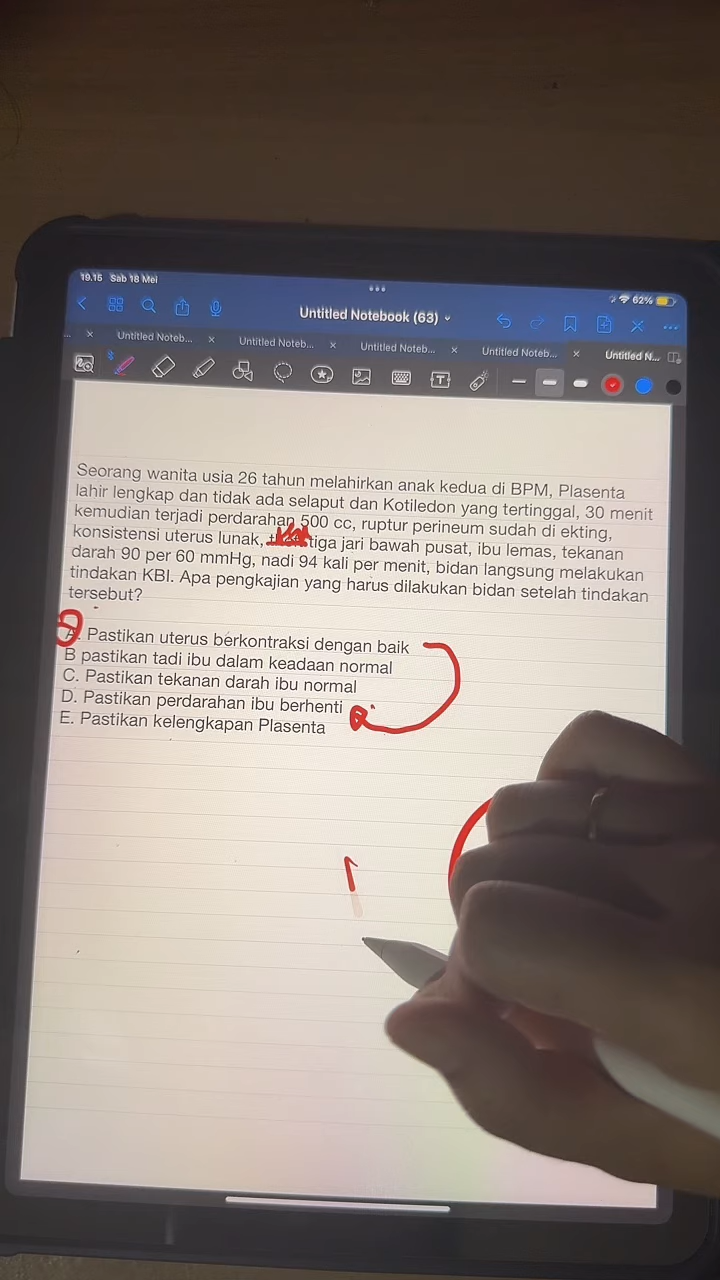 19.15 Sab 18 Mei
62%
Untitled Notebook (63)
... Untitled Noteb... Untitled Noteb... Untitled Noteb... Untitled Noteb... Untitled N...
Seorang wanita usia 26 tahun melahirkan anak kedua di BPM, Plasenta
lahir lengkap dan tidak ada selaput dan Kotiledon yang tertinggal, 30 menit
kemudian terjadi perdarahan 500 cc, ruptur perineum sudah di ekting,
konsistensi uterus lunak, tiga jari bawah pusat, ibu lemas, tekanan
darah 90 per 60 mmHg, nadi 94 kali per menit, bidan langsung melakukan
tindakan KBI. Apa pengkajian yang harus dilakukan bidan setelah tindakan
tersebut?
A. Pastikan uterus berkontraksi dengan baik
B pastikan tadi ibu dalam keadaan normal
C. Pastikan tekanan darah ibu normal
D. Pastikan perdarahan ibu berhenti
E. Pastikan kelengkapan Plasenta